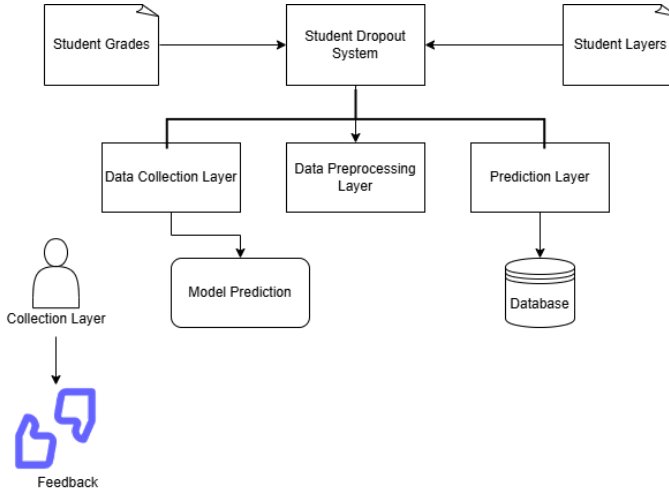 Student Grades
Student Dropout
System
Student Layers
Data Collection Layer
Data Preprocessing
Layer
Prediction Layer
Model Prediction
Database
Collection Layer
Feedback